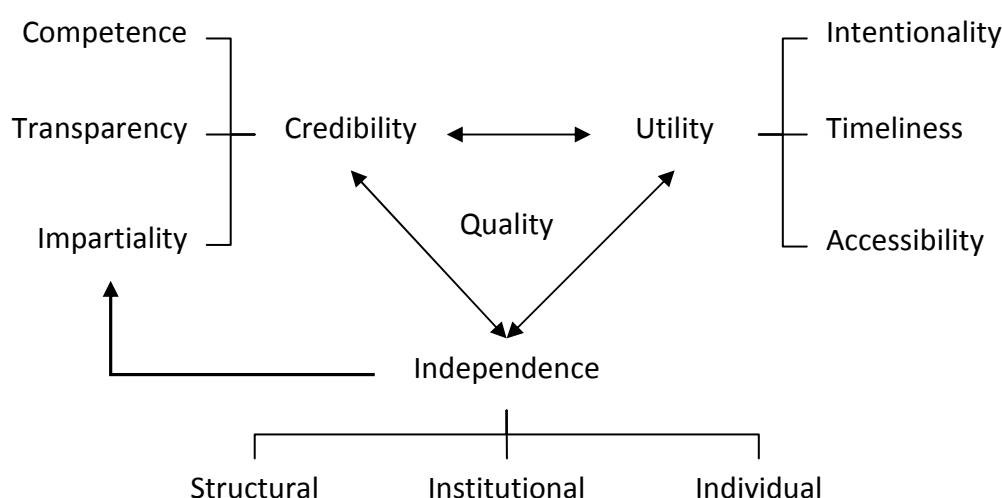 Competence
Intentionality
Transparency
Credibility
Utility
Timeliness
Quality
Impartiality
Accessibility
Independence
Structural
Institutional
Individual